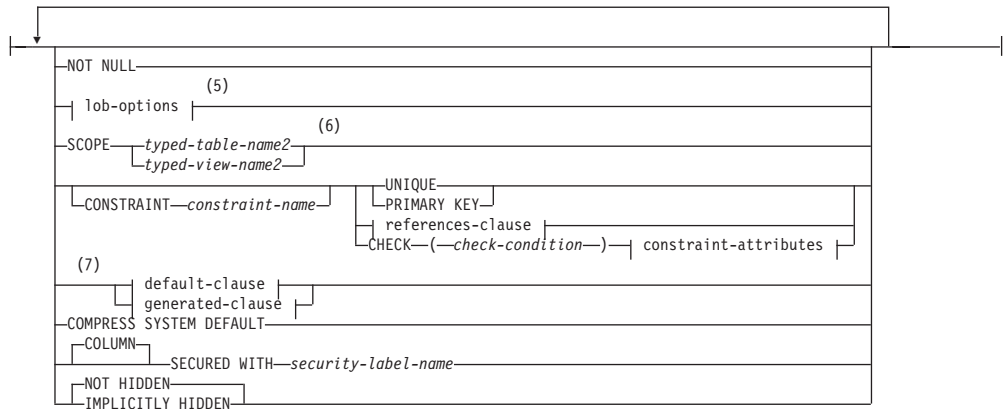 NOT NULL
(5)
lob-options
(6)
SCOPE typed-table-name2
typed-view-name2
UNIQUE
CONSTRAINT constraint-name PRIMARY KEY
references-clause
CHECK ( check-condition ) constraint-attributes
(7)
default-clause
generated-clause
COMPRESS SYSTEM DEFAULT
COLUMN
SECURED WITH security-label-name
NOT HIDDEN
IMPLICITLY HIDDEN